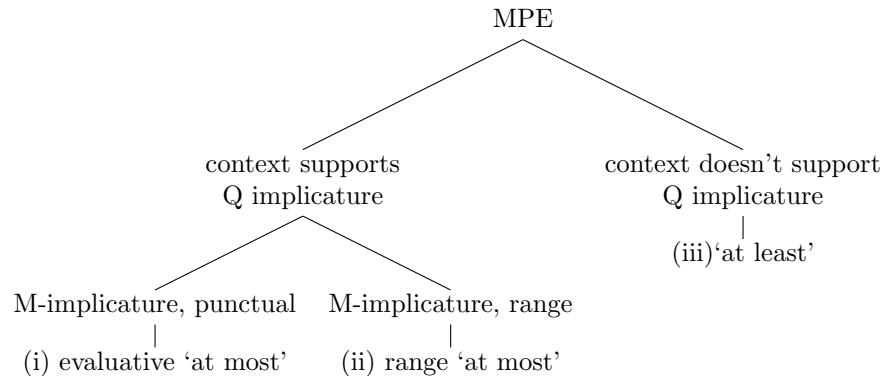 MPE
context supports
Q implicature
context doesn't support
Q implicature
(iii)‘at least’
M-implicature, punctual
M-implicature, range
(i) evaluative ‘at most’
(ii) range ‘at most’